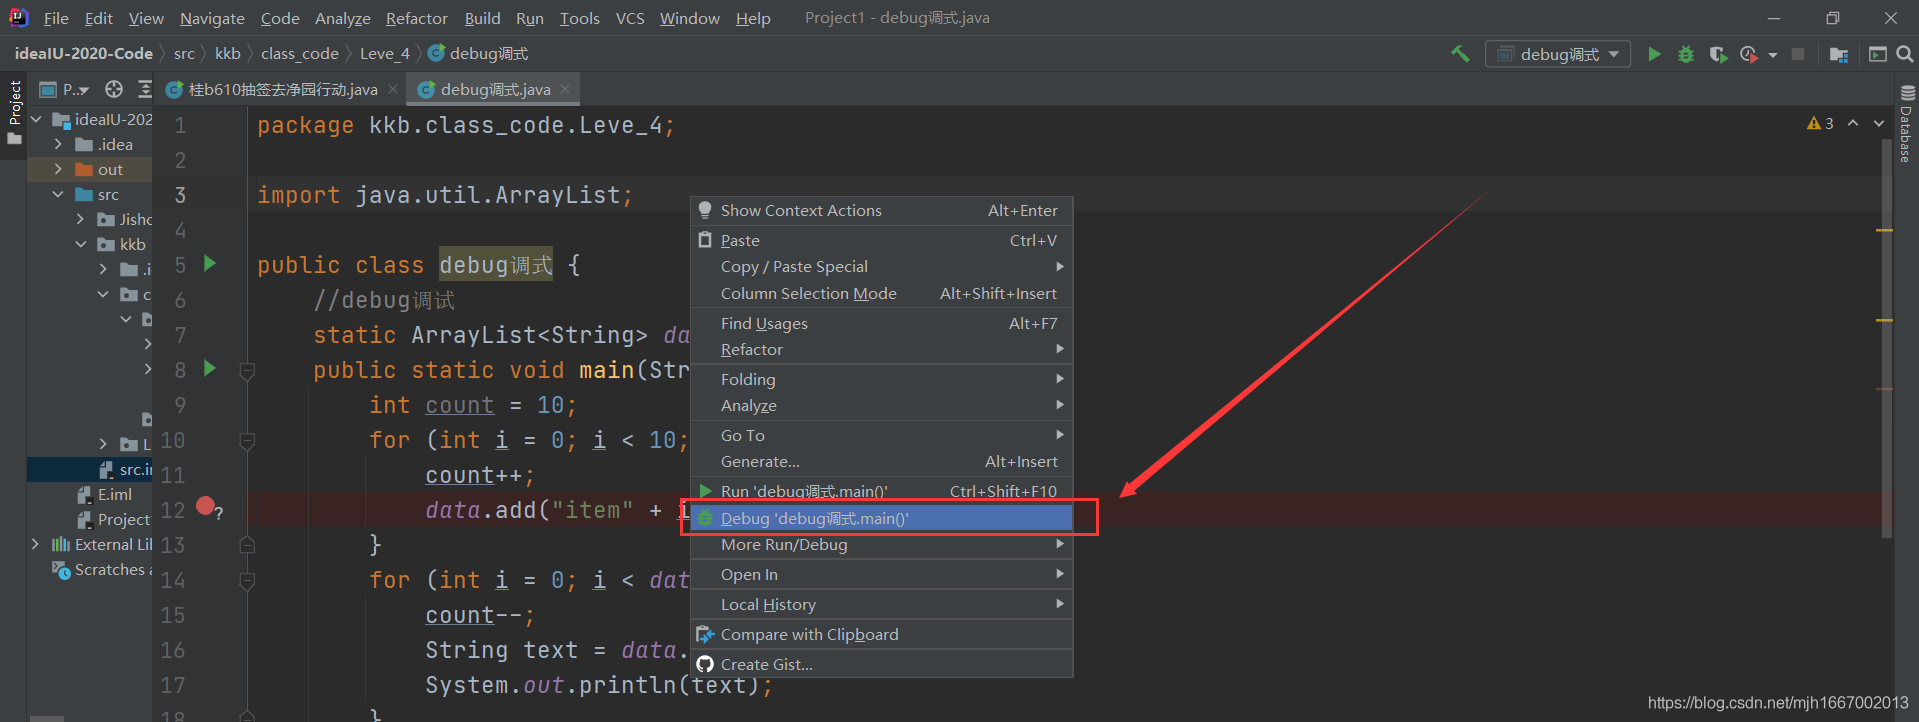 File Edit View Navigate Code Analyze Refactor Build Run Tools VCS Window Help Project1 - debug调式.java
ideaIU-2020-Code src kkb class_code Leve_4 debug调式 debug调式
Project P... 桂b610抽签去净园行动.java debug调式.java
ideaIU-202
.idea
out
src
Jisho
kkb
.i
c
L
src.in
E.iml
Project
External Lil
Scratches a
1 package kkb.class_code.Leve_4;
2
3 import java.util.ArrayList;
4
5 public class debug调式 {
6 //debug调试
7 static ArrayList<String> da
8 public static void main(Str
9 int count = 10;
10 for (int i = 0; i < 10;
11 count++;
12 data.add("item" + i
13 }
14 for (int i = 0; i < dat
15 count--;
16 String text = data.
17 System.out.println(text);
18 }
Show Context Actions Alt+Enter
Paste Ctrl+V
Copy / Paste Special
Column Selection Mode Alt+Shift+Insert
Find Usages Alt+F7
Refactor
Folding
Analyze
Go To
Generate... Alt+Insert
Run 'debug调式.main()' Ctrl+Shift+F10
Debug 'debug调式.main()'
More Run/Debug
Open In
Local History
Compare with Clipboard
Create Gist...
3
Database
https://blog.csdn.net/mjh1667002013